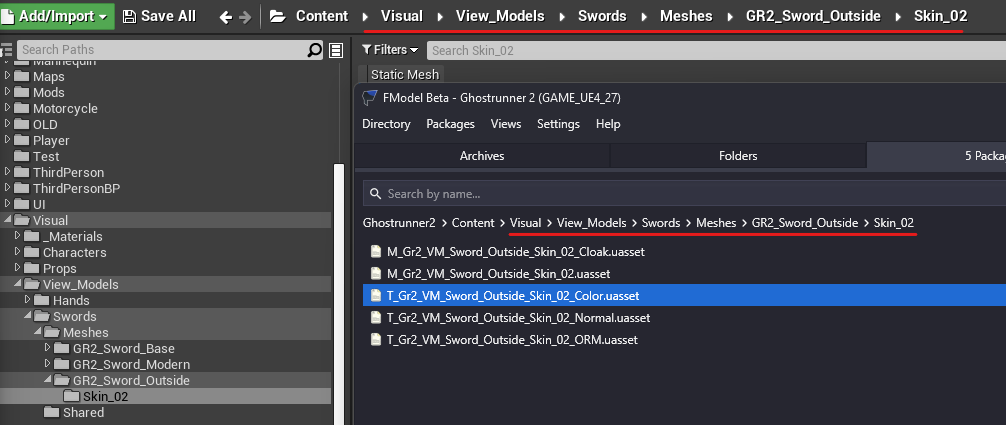 Add/Import Save All Content Visual View_Models Swords Meshes GR2_Sword_Outside Skin_02
Search Paths
Mannequin
Maps
Mods
Motorcycle
OLD
Player
Test
ThirdPerson
ThirdPersonBP
UI
Visual
_Materials
Characters
Props
View_Models
Hands
Swords
Meshes
GR2_Sword_Base
GR2_Sword_Modern
GR2_Sword_Outside
Skin_02
Shared
Filters Search Skin_02
Static Mesh
FModel Beta - Ghostrunner 2 (GAME_UE4_27)
Directory Packages Views Settings Help
Archives Folders 5 Packa
Search by name...
Ghostrunner2 > Content > Visual > View_Models > Swords > Meshes > GR2_Sword_Outside > Skin_02
M_Gr2_VM_Sword_Outside_Skin_02_Cloak.uasset
M_Gr2_VM_Sword_Outside_Skin_02.uasset
T_Gr2_VM_Sword_Outside_Skin_02_Color.uasset
T_Gr2_VM_Sword_Outside_Skin_02_Normal.uasset
T_Gr2_VM_Sword_Outside_Skin_02_ORM.uasset